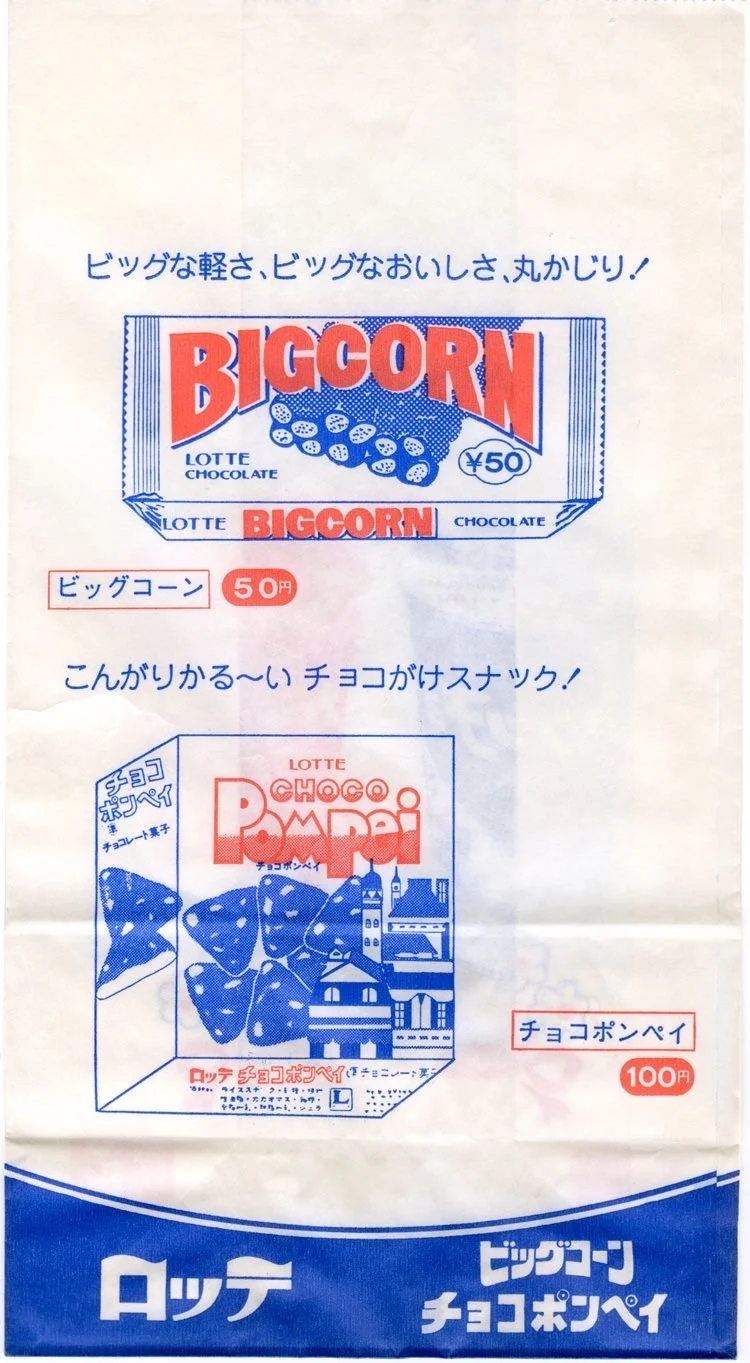 ビッグな軽さ、ビッグなおいしさ、丸かじり!
BIGCORN
LOTTE
CHOCOLATE
¥50
LOTTE BIGCORN CHOCOLATE
ビッグコーン 50円
こんがりかる〜い チョコがけスナック!
チョコ
ポンペイ
準
チョコレート菓子
LOTTE
CHOCO
Pompei
チョコポンペイ
ロッテ チョコポンペイ
L
チョコポンペイ
100円
ロッテ
ビッグコーン
チョコポンペイ